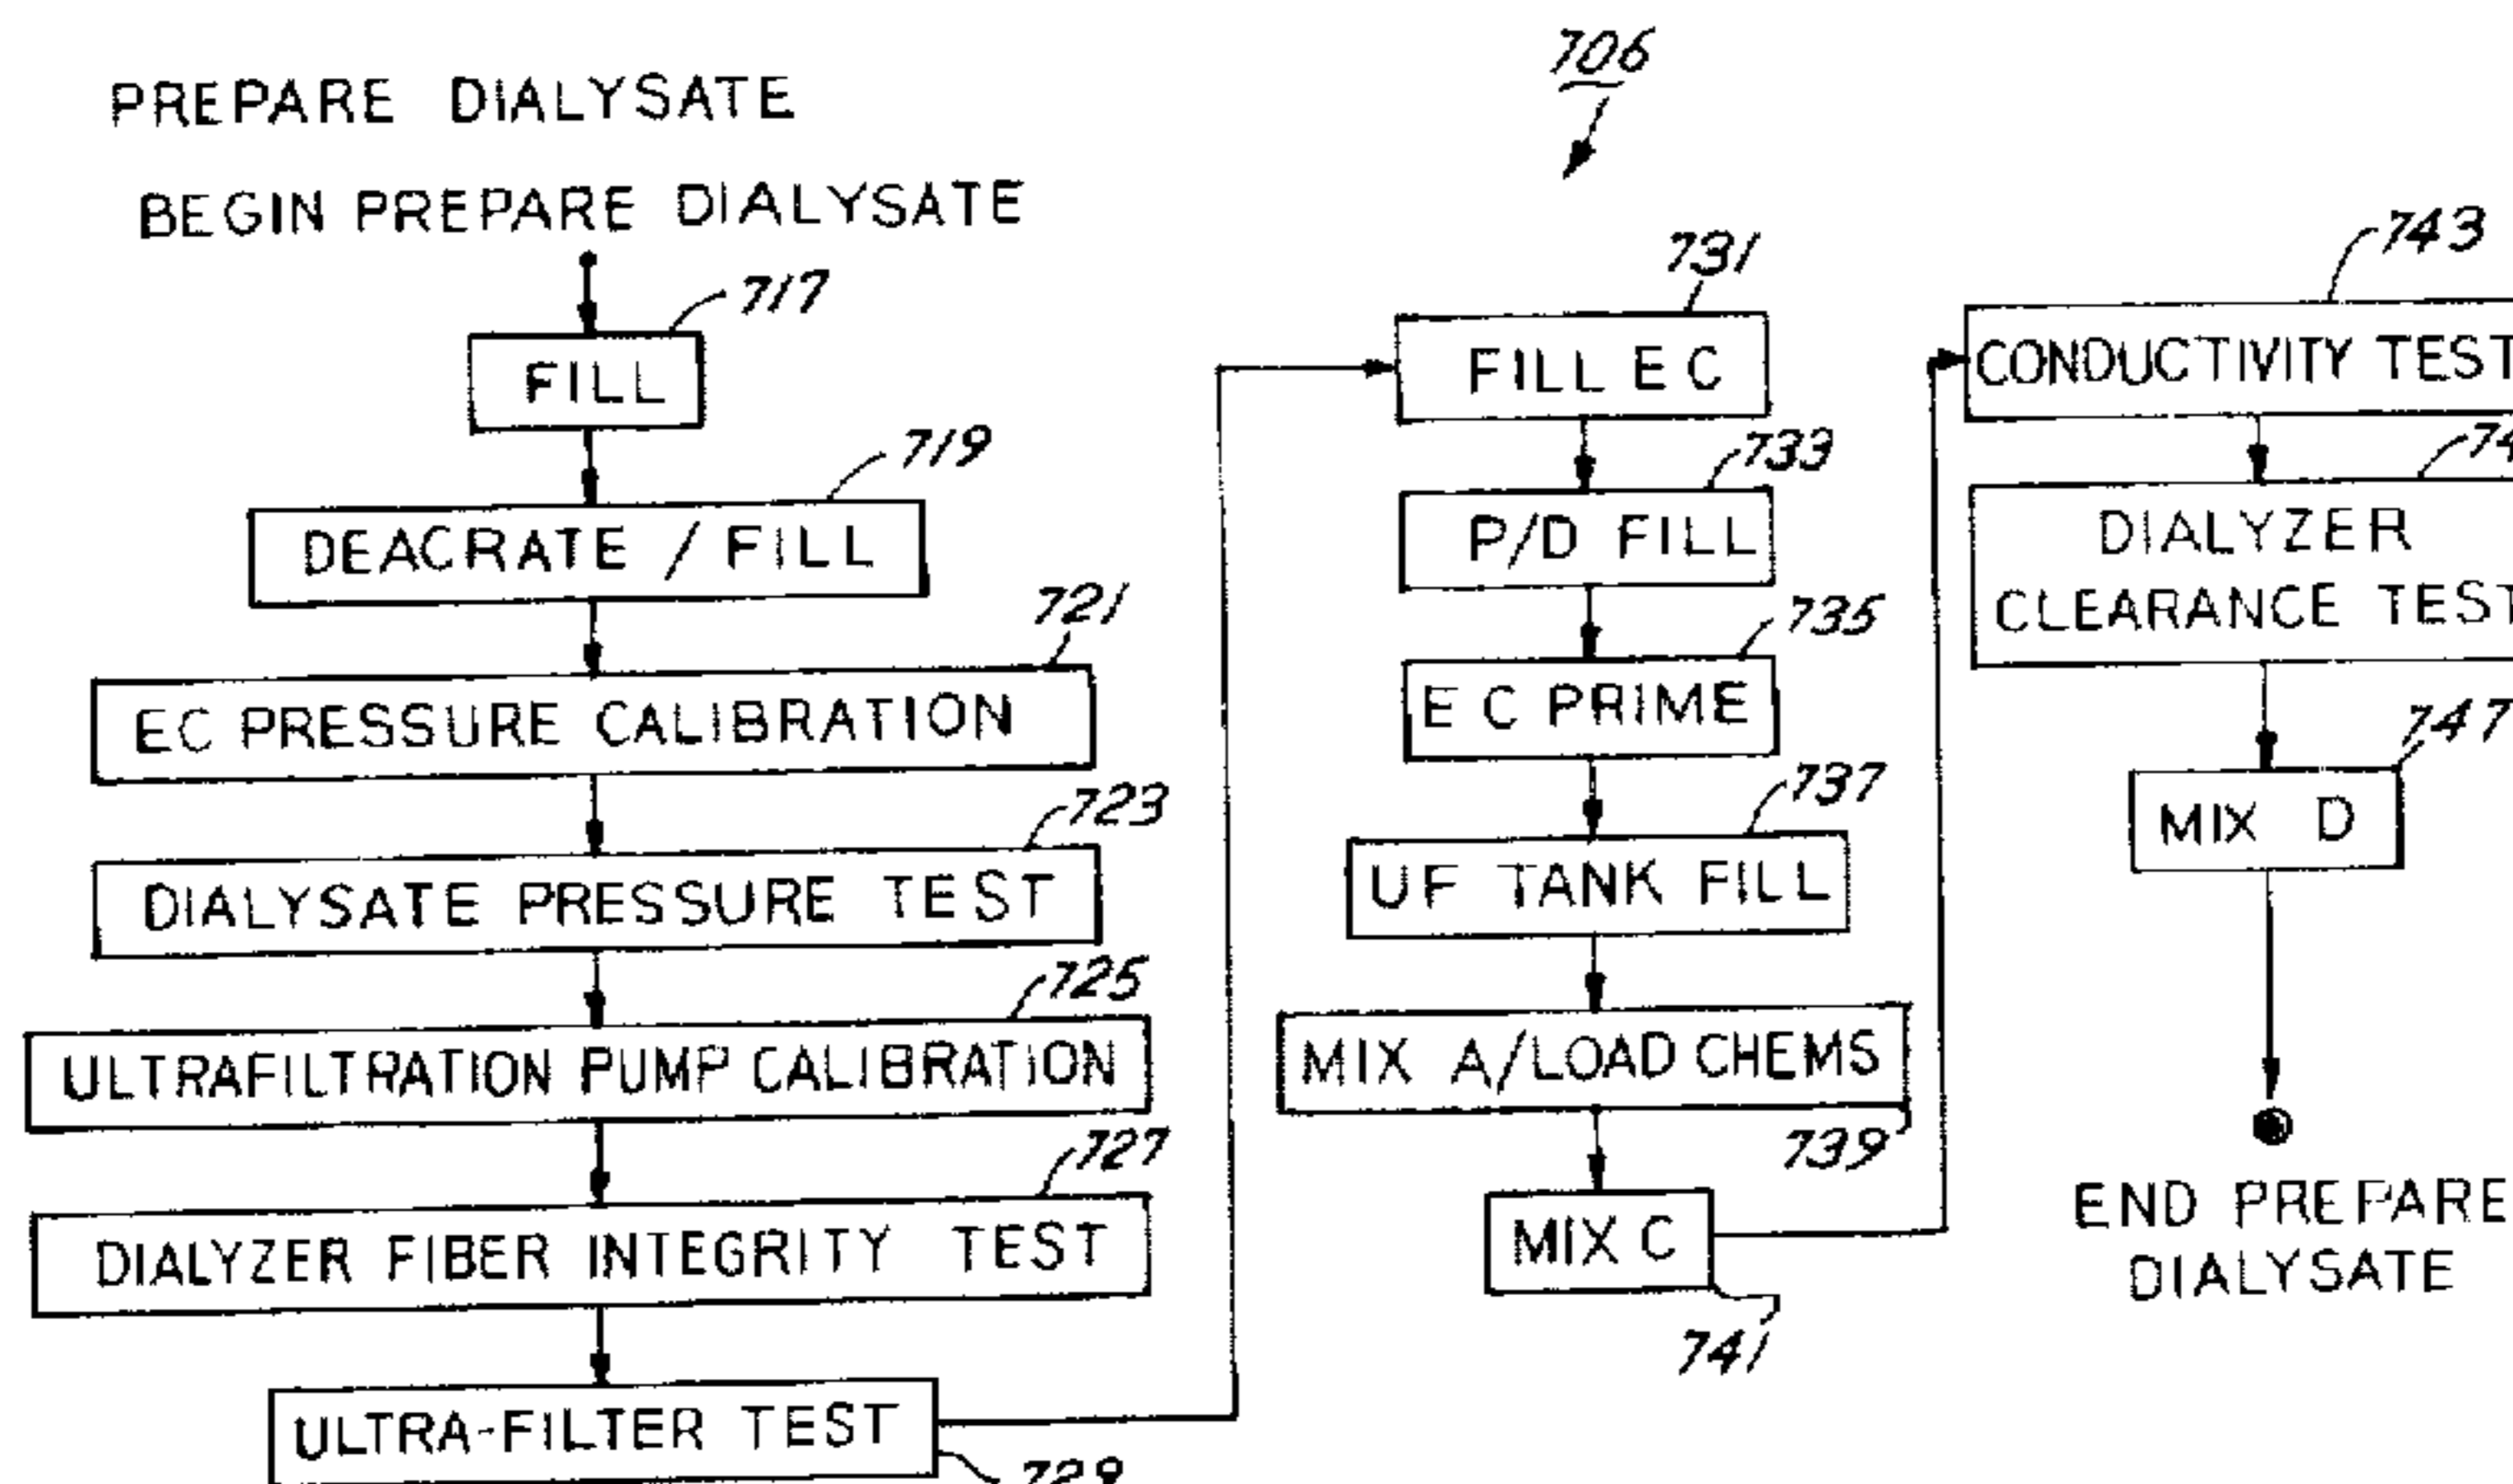 PREPARE DIALYSATE
BEGIN PREPARE DIALYSATE
717
FILL
719
DEACRATE / FILL
721
EC PRESSURE CALIBRATION
723
DIALYSATE PRESSURE TEST
725
ULTRAFILTRATION PUMP CALIBRATION
727
DIALYZER FIBER INTEGRITY TEST
ULTRA-FILTER TEST
729
706
731
FILL EC
733
P/D FILL
735
EC PRIME
737
UF TANK FILL
MIX A/LOAD CHEMS
739
MIX C
741
743
CONDUCTIVITY TEST
DIALYZER
CLEARANCE TEST
747
MIX D
END PREPARE
DIALYSATE